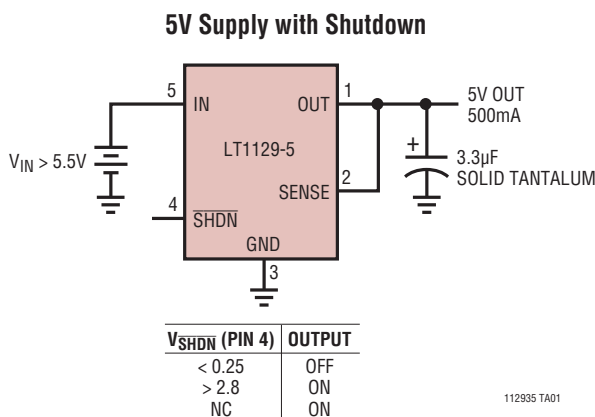 5V Supply with Shutdown
5
IN
OUT
1
5V OUT
500mA
LT1129-5
VIN > 5.5V
+
3.3µF
SOLID TANTALUM
2
SENSE
4
SHDN
GND
3
VSHDN (PIN 4) OUTPUT
< 0.25 OFF
> 2.8 ON
NC ON
112935 TA01